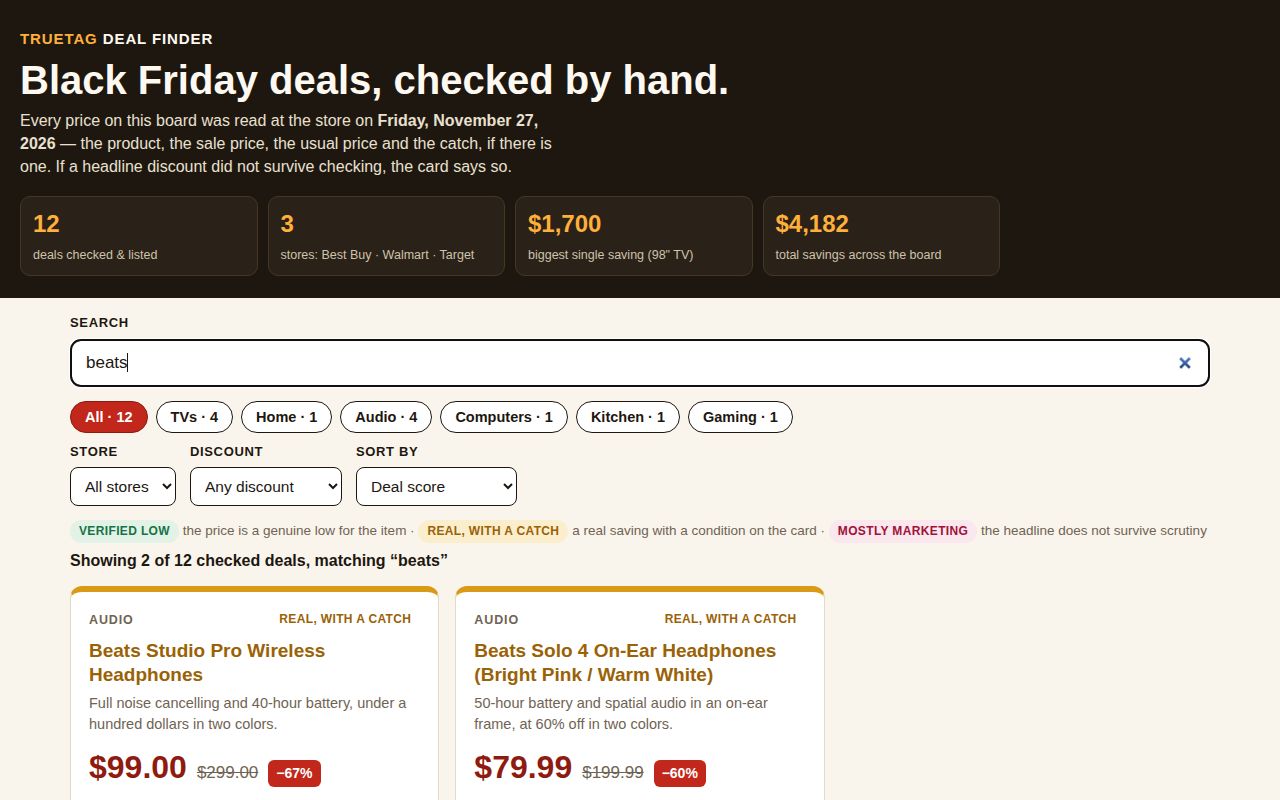 TRUETAG DEAL FINDER
Black Friday deals, checked by hand.
Every price on this board was read at the store on Friday, November 27,
2026 — the product, the sale price, the usual price and the catch, if there is
one. If a headline discount did not survive checking, the card says so.
12
deals checked & listed
3
stores: Best Buy · Walmart · Target
$1,700
biggest single saving (98" TV)
$4,182
total savings across the board
SEARCH
beats
All · 12
TVs · 4
Home · 1
Audio · 4
Computers · 1
Kitchen · 1
Gaming · 1
STORE
DISCOUNT
SORT BY
All stores
Any discount
Deal score
VERIFIED LOW the price is a genuine low for the item · REAL, WITH A CATCH a real saving with a condition on the card · MOSTLY MARKETING the headline does not survive scrutiny
Showing 2 of 12 checked deals, matching “beats”
AUDIO
REAL, WITH A CATCH
Beats Studio Pro Wireless
Headphones
Full noise cancelling and 40-hour battery, under a
hundred dollars in two colors.
$99.00 $299.00 −67%
AUDIO
REAL, WITH A CATCH
Beats Solo 4 On-Ear Headphones
(Bright Pink / Warm White)
50-hour battery and spatial audio in an on-ear
frame, at 60% off in two colors.
$79.99 $199.99 −60%